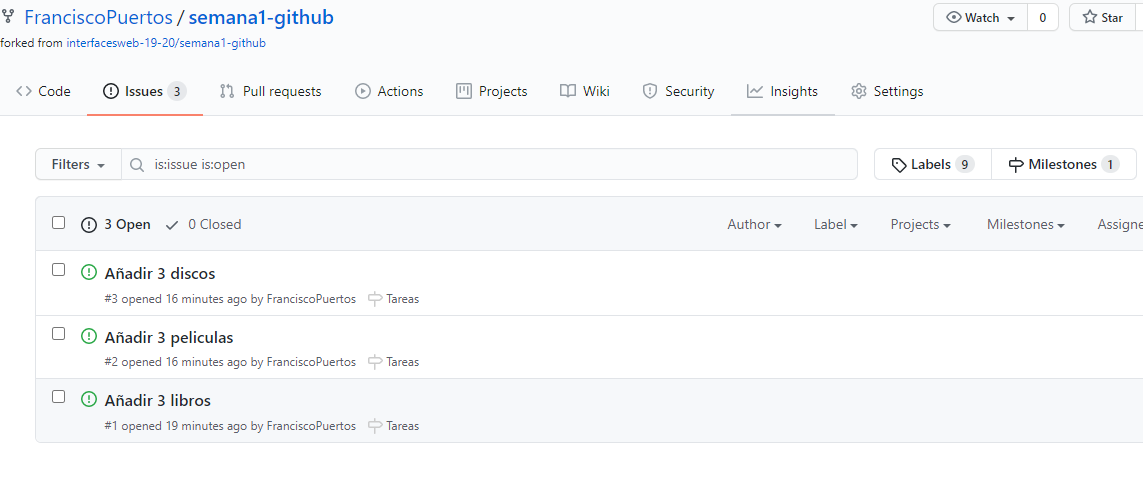 FranciscoPuertos / semana1-github
Watch 0 Star
forked from interfacesweb-19-20/semana1-github
Code Issues 3 Pull requests Actions Projects Wiki Security Insights Settings
Filters is:issue is:open Labels 9 Milestones 1
3 Open 0 Closed Author Label Projects Milestones Assigne
Añadir 3 discos
#3 opened 16 minutes ago by FranciscoPuertos Tareas
Añadir 3 peliculas
#2 opened 16 minutes ago by FranciscoPuertos Tareas
Añadir 3 libros
#1 opened 19 minutes ago by FranciscoPuertos Tareas